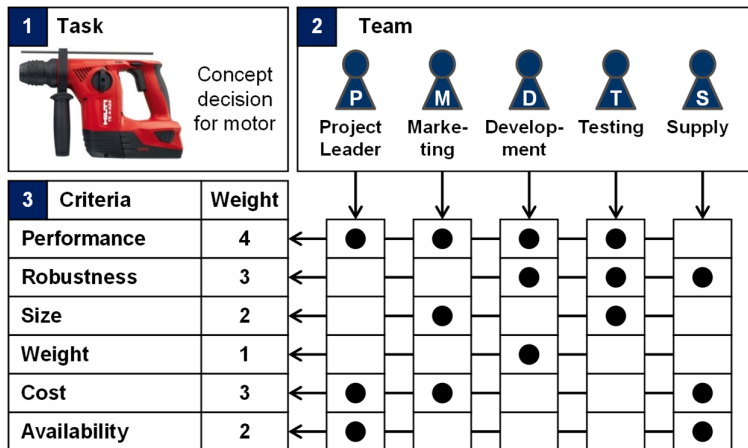 1 Task
HILTI
Concept
decision
for motor
2 Team
P M D T S
Project Leader
Marke-ting
Develop-ment
Testing
Supply
3 Criteria Weight
Performance 4
Robustness 3
Size 2
Weight 1
Cost 3
Availability 2